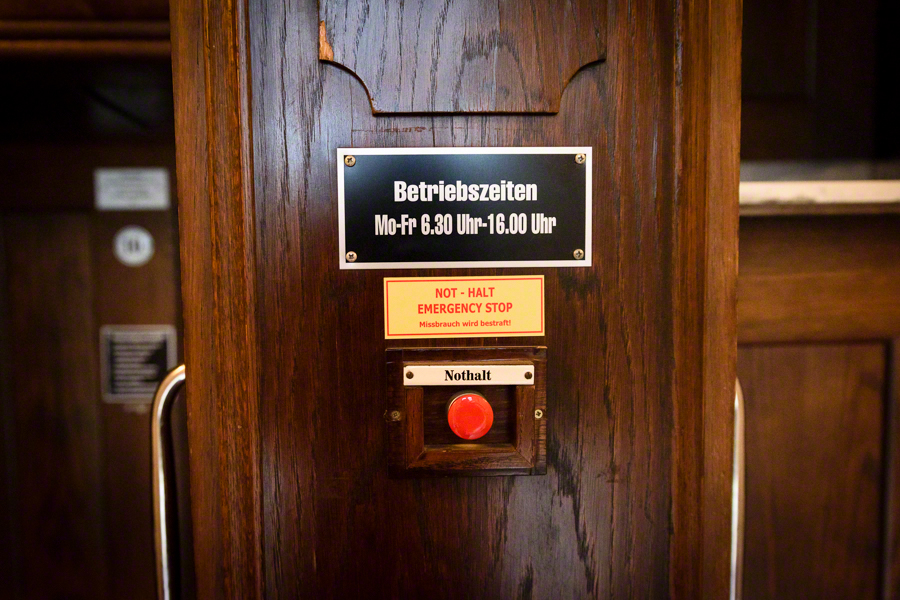 Betriebszeiten
Mo-Fr 6.30 Uhr-16.00 Uhr
NOT - HALT
EMERGENCY STOP
Missbrauch wird bestraft!
Nothalt